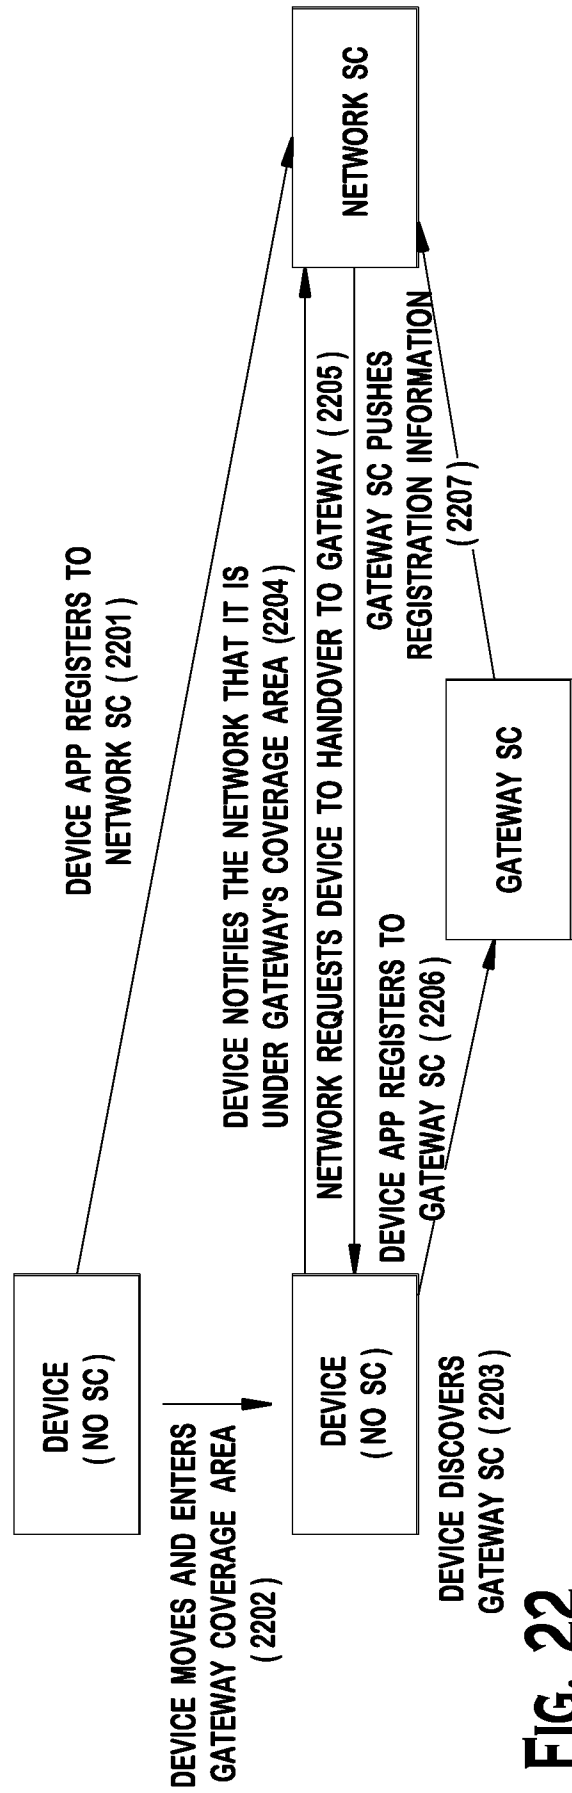 DEVICE
(NO SC)
DEVICE APP REGISTERS TO
NETWORK SC (2201)
NETWORK SC
DEVICE MOVES AND ENTERS
GATEWAY COVERAGE AREA
(2202)
DEVICE NOTIFIES THE NETWORK THAT IT IS
UNDER GATEWAY'S COVERAGE AREA (2204)
DEVICE
(NO SC)
NETWORK REQUESTS DEVICE TO HANDOVER TO GATEWAY (2205)
DEVICE APP REGISTERS TO
GATEWAY SC (2206)
GATEWAY SC PUSHES
REGISTRATION INFORMATION
(2207)
DEVICE DISCOVERS
GATEWAY SC (2203)
GATEWAY SC
FIG. 22